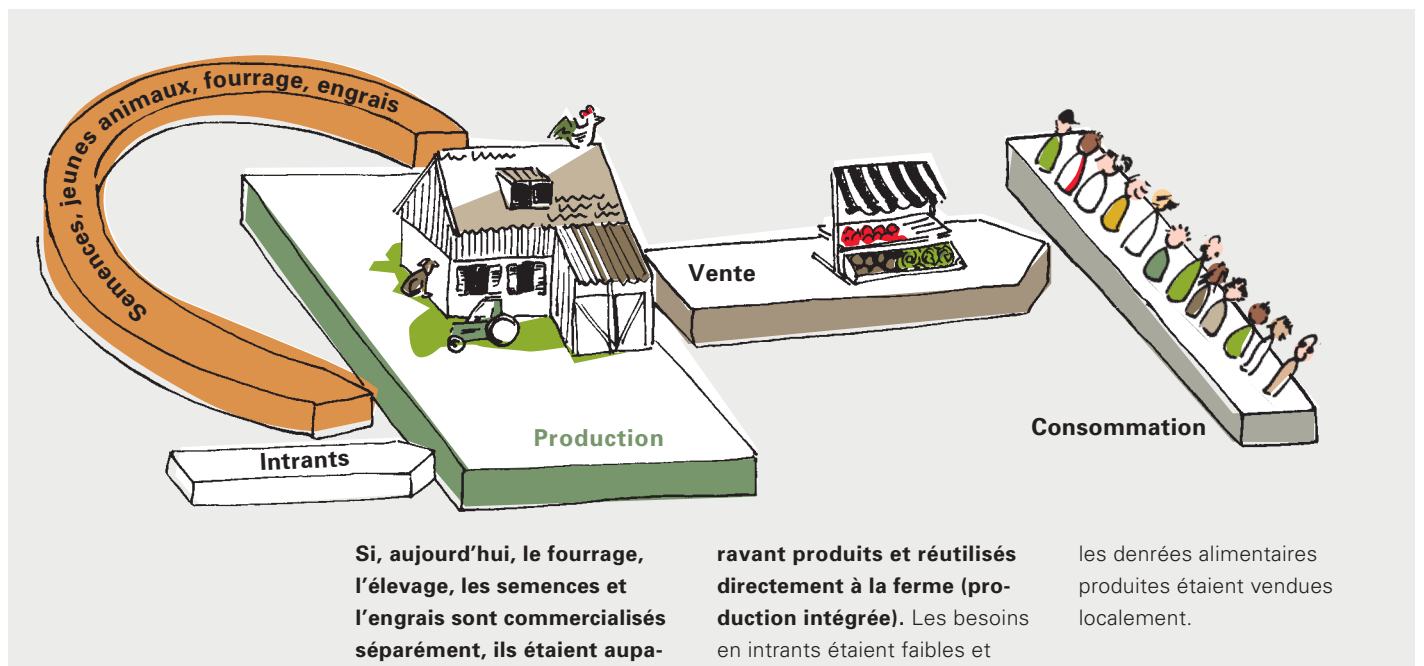 Semences, jeunes animaux, fourrage, engrais
Vente
Production
Consommation
Intrants
Si, aujourd’hui, le fourrage,
l’élevage, les semences et
l’engrais sont commercialisés
séparément, ils étaient aupa-
ravant produits et réutilisés
directement à la ferme (pro-
duction intégrée). Les besoins
en intrants étaient faibles et
les denrées alimentaires
produites étaient vendues
localement.